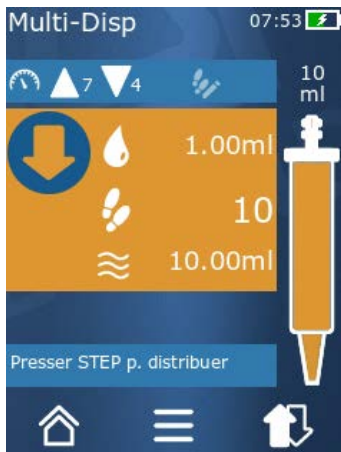 Multi-Disp 07:53
7 4
10
ml
1.00ml
10
10.00ml
Presser STEP p. distribuer